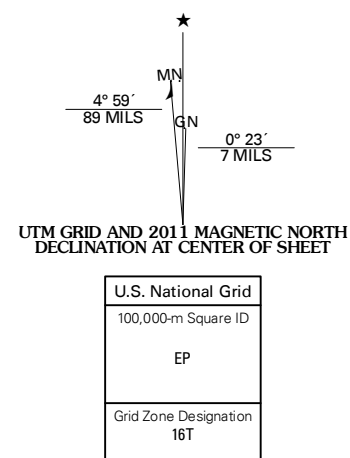 ★
MN
4° 59´
89 MILS
GN
0° 23´
7 MILS
UTM GRID AND 2011 MAGNETIC NORTH
DECLINATION AT CENTER OF SHEET
U.S. National Grid
100,000-m Square ID
EP
Grid Zone Designation
16T